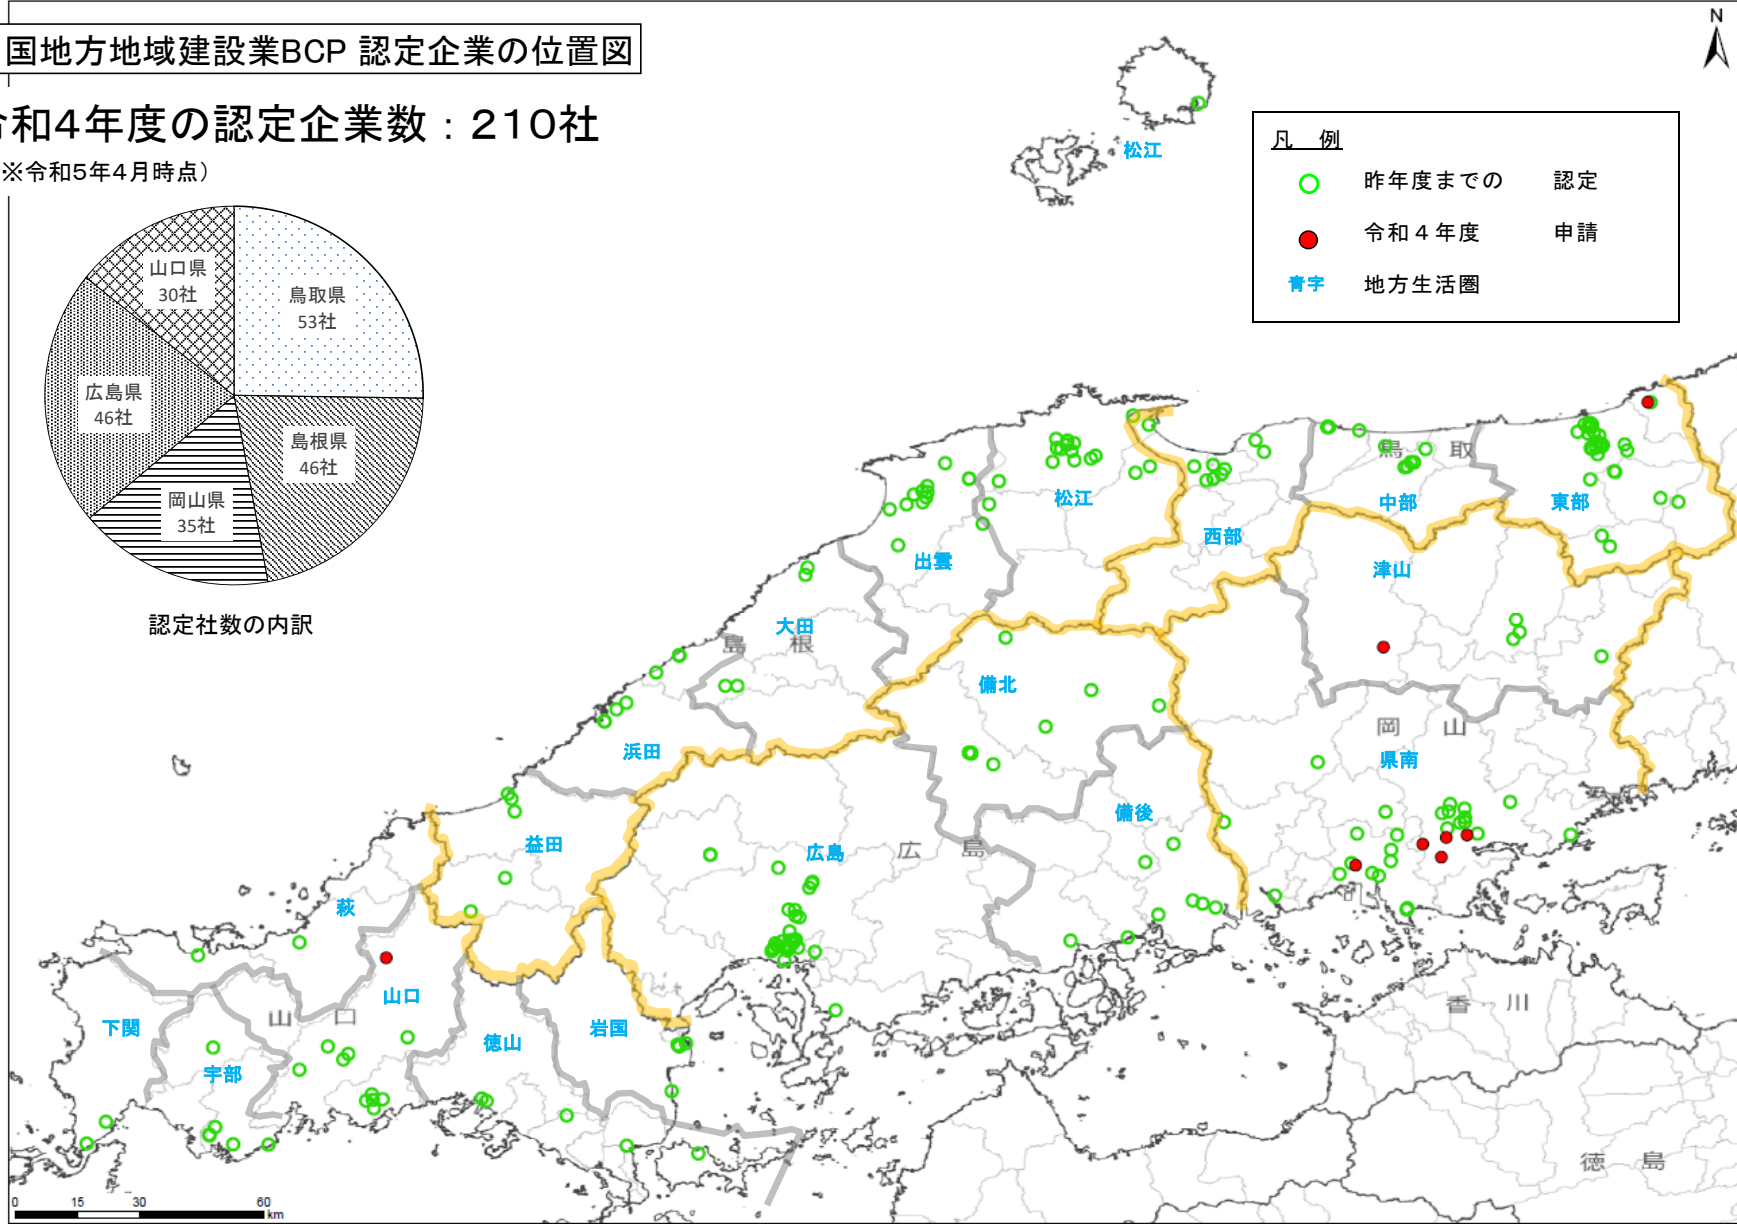 国地方地域建設業BCP 認定企業の位置図
令和4年度の認定企業数：210社
※令和5年4月時点）
山口県
30社
鳥取県
53社
広島県
46社
島根県
46社
岡山県
35社
認定社数の内訳
N
凡 例
昨年度までの 認定
令和４年度 申請
青字 地方生活圏
松江
鳥 取
松江
中部
東部
西部
出雲
津山
大田
島 根
備北
岡 山
浜田
県南
備後
益田
広島
広 島
萩
山口
香 川
山 口
下関
徳山
岩国
宇部
徳 島
0 15 30 60
km